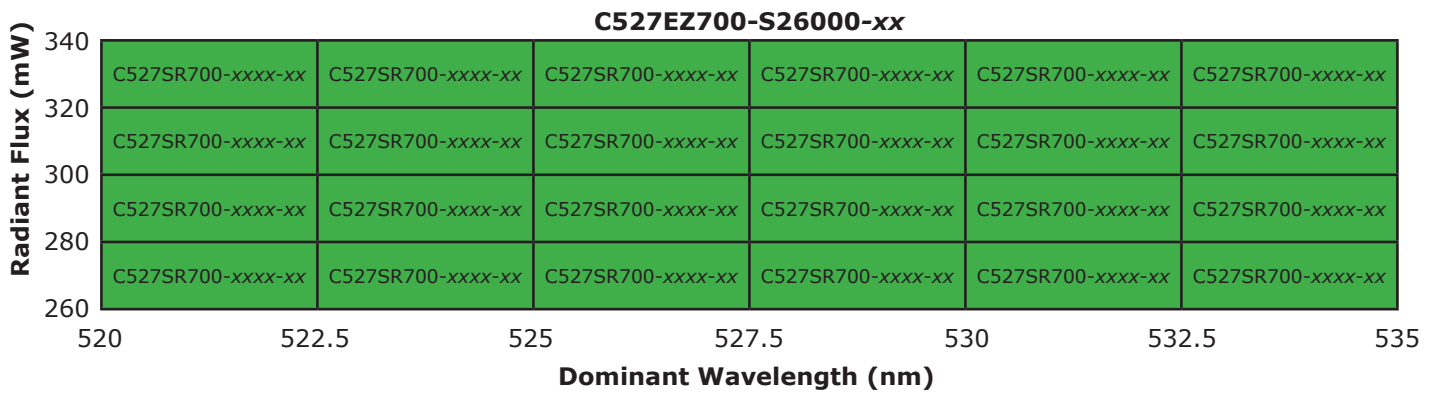 C527EZ700-S26000-xx
Radiant Flux (mW)
340
C527SR700-xxxx-xx C527SR700-xxxx-xx C527SR700-xxxx-xx C527SR700-xxxx-xx C527SR700-xxxx-xx C527SR700-xxxx-xx
320
C527SR700-xxxx-xx C527SR700-xxxx-xx C527SR700-xxxx-xx C527SR700-xxxx-xx C527SR700-xxxx-xx C527SR700-xxxx-xx
300
C527SR700-xxxx-xx C527SR700-xxxx-xx C527SR700-xxxx-xx C527SR700-xxxx-xx C527SR700-xxxx-xx C527SR700-xxxx-xx
280
C527SR700-xxxx-xx C527SR700-xxxx-xx C527SR700-xxxx-xx C527SR700-xxxx-xx C527SR700-xxxx-xx C527SR700-xxxx-xx
260
520 522.5 525 527.5 530 532.5 535
Dominant Wavelength (nm)